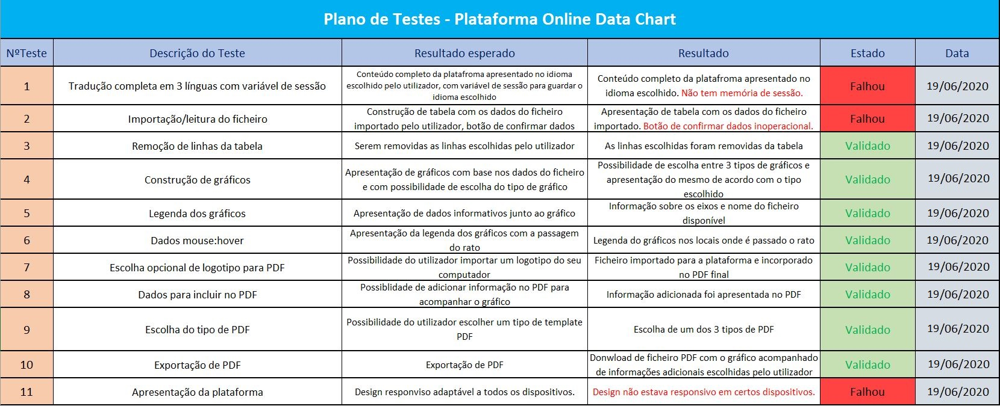 Plano de Testes - Plataforma Online Data Chart
NºTeste Descrição do Teste Resultado esperado Resultado Estado Data
1 Tradução completa em 3 línguas com variável de sessão
Conteúdo completo da platafroma apresentado no idioma
escolhido pelo utilizador, com variável de sessão para guardar o
idioma escolhido
Conteúdo completo da platafroma apresentado no
idioma escolhido. Não tem memória de sessão.
Falhou 19/06/2020
2 Importação/leitura do ficheiro
Construção de tabela com os dados do ficheiro
importado pelo utilizador, botão de confirmar dados
Apresentação de tabela com os dados do ficheiro
importado. Botão de confirmar dados inoperacional.
Falhou 19/06/2020
3 Remoção de linhas da tabela
Serem removidas as linhas escolhidas pelo utilizador
As linhas escolhidas foram removidas da tabela
Validado 19/06/2020
4 Construção de gráficos
Apresentação de gráficos com base nos dados do ficheiro
e com possibilidade de escolha do tipo de gráfico
Possibilidade de escolha entre 3 tipos de gráficos e
apresentação do mesmo de acordo com o tipo
escolhido
Validado 19/06/2020
5 Legenda dos gráficos
Apresentação de dados informativos junto ao gráfico
Informação sobre os eixos e nome do ficheiro
disponível
Validado 19/06/2020
6 Dados mouse:hover
Apresentação da legenda dos gráficos com a passagem
do rato
Legenda do gráficos nos locais onde é passado o rato
Validado 19/06/2020
7 Escolha opcional de logotipo para PDF
Possibilidade do utilizador importar um logotipo do seu
computador
Ficheiro importado para a plataforma e incorporado
no PDF final
Validado 19/06/2020
8 Dados para incluir no PDF
Possiblidade de adicionar informação no PDF para
acompanhar o gráfico
Informação adicionada foi apresentada no PDF
Validado 19/06/2020
9 Escolha do tipo de PDF
Possibilidade do utilizador escolher um tipo de template
PDF
Escolha de um dos 3 tipos de PDF
Validado 19/06/2020
10 Exportação de PDF
Exportação de PDF
Donwload de ficheiro PDF com o gráfico acompanhado
de informações adicionais escolhidas pelo utilizador
Validado 19/06/2020
11 Apresentação da plataforma
Design responviso adaptável a todos os dispositivos.
Design não estava responsivo em certos dispositivos.
Falhou 19/06/2020